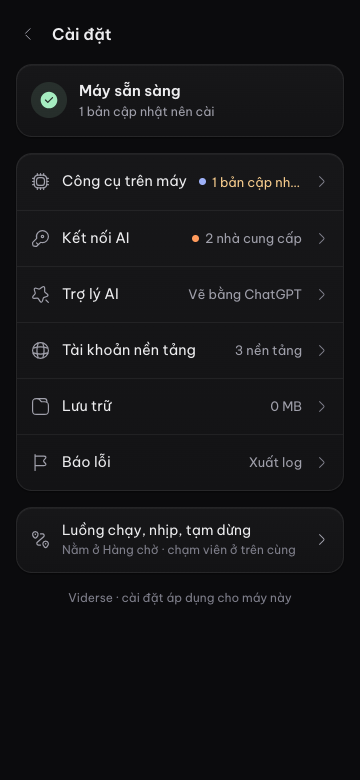 Cài đặt
Máy sẵn sàng
1 bản cập nhật nên cài
Công cụ trên máy
1 bản cập nh...
Kết nối AI
2 nhà cung cấp
Trợ lý AI
Vẽ bằng ChatGPT
Tài khoản nền tảng
3 nền tảng
Lưu trữ
0 MB
Báo lỗi
Xuất log
Luồng chạy, nhịp, tạm dừng
Nằm ở Hàng chờ · chạm viên ở trên cùng
Viderse · cài đặt áp dụng cho máy này